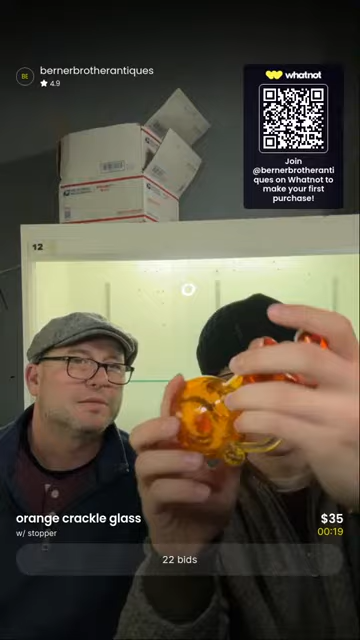 BE
bernerbrotherantiques
★ 4.9
whatnot
Join
@bernerbrotheranti
ques on Whatnot to
make your first
purchase!
12
orange crackle glass
$35
w/ stopper
00:19
22 bids